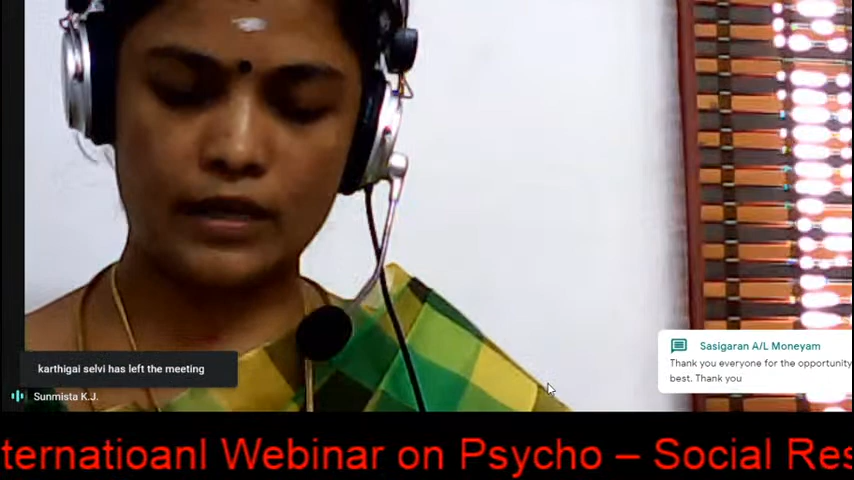 Sasigaran A/L Moneyam
Thank you everyone for the opportunity
best. Thank you
karthigai selvi has left the meeting
Sunmista K.J.
ternatioanl Webinar on Psycho – Social Res